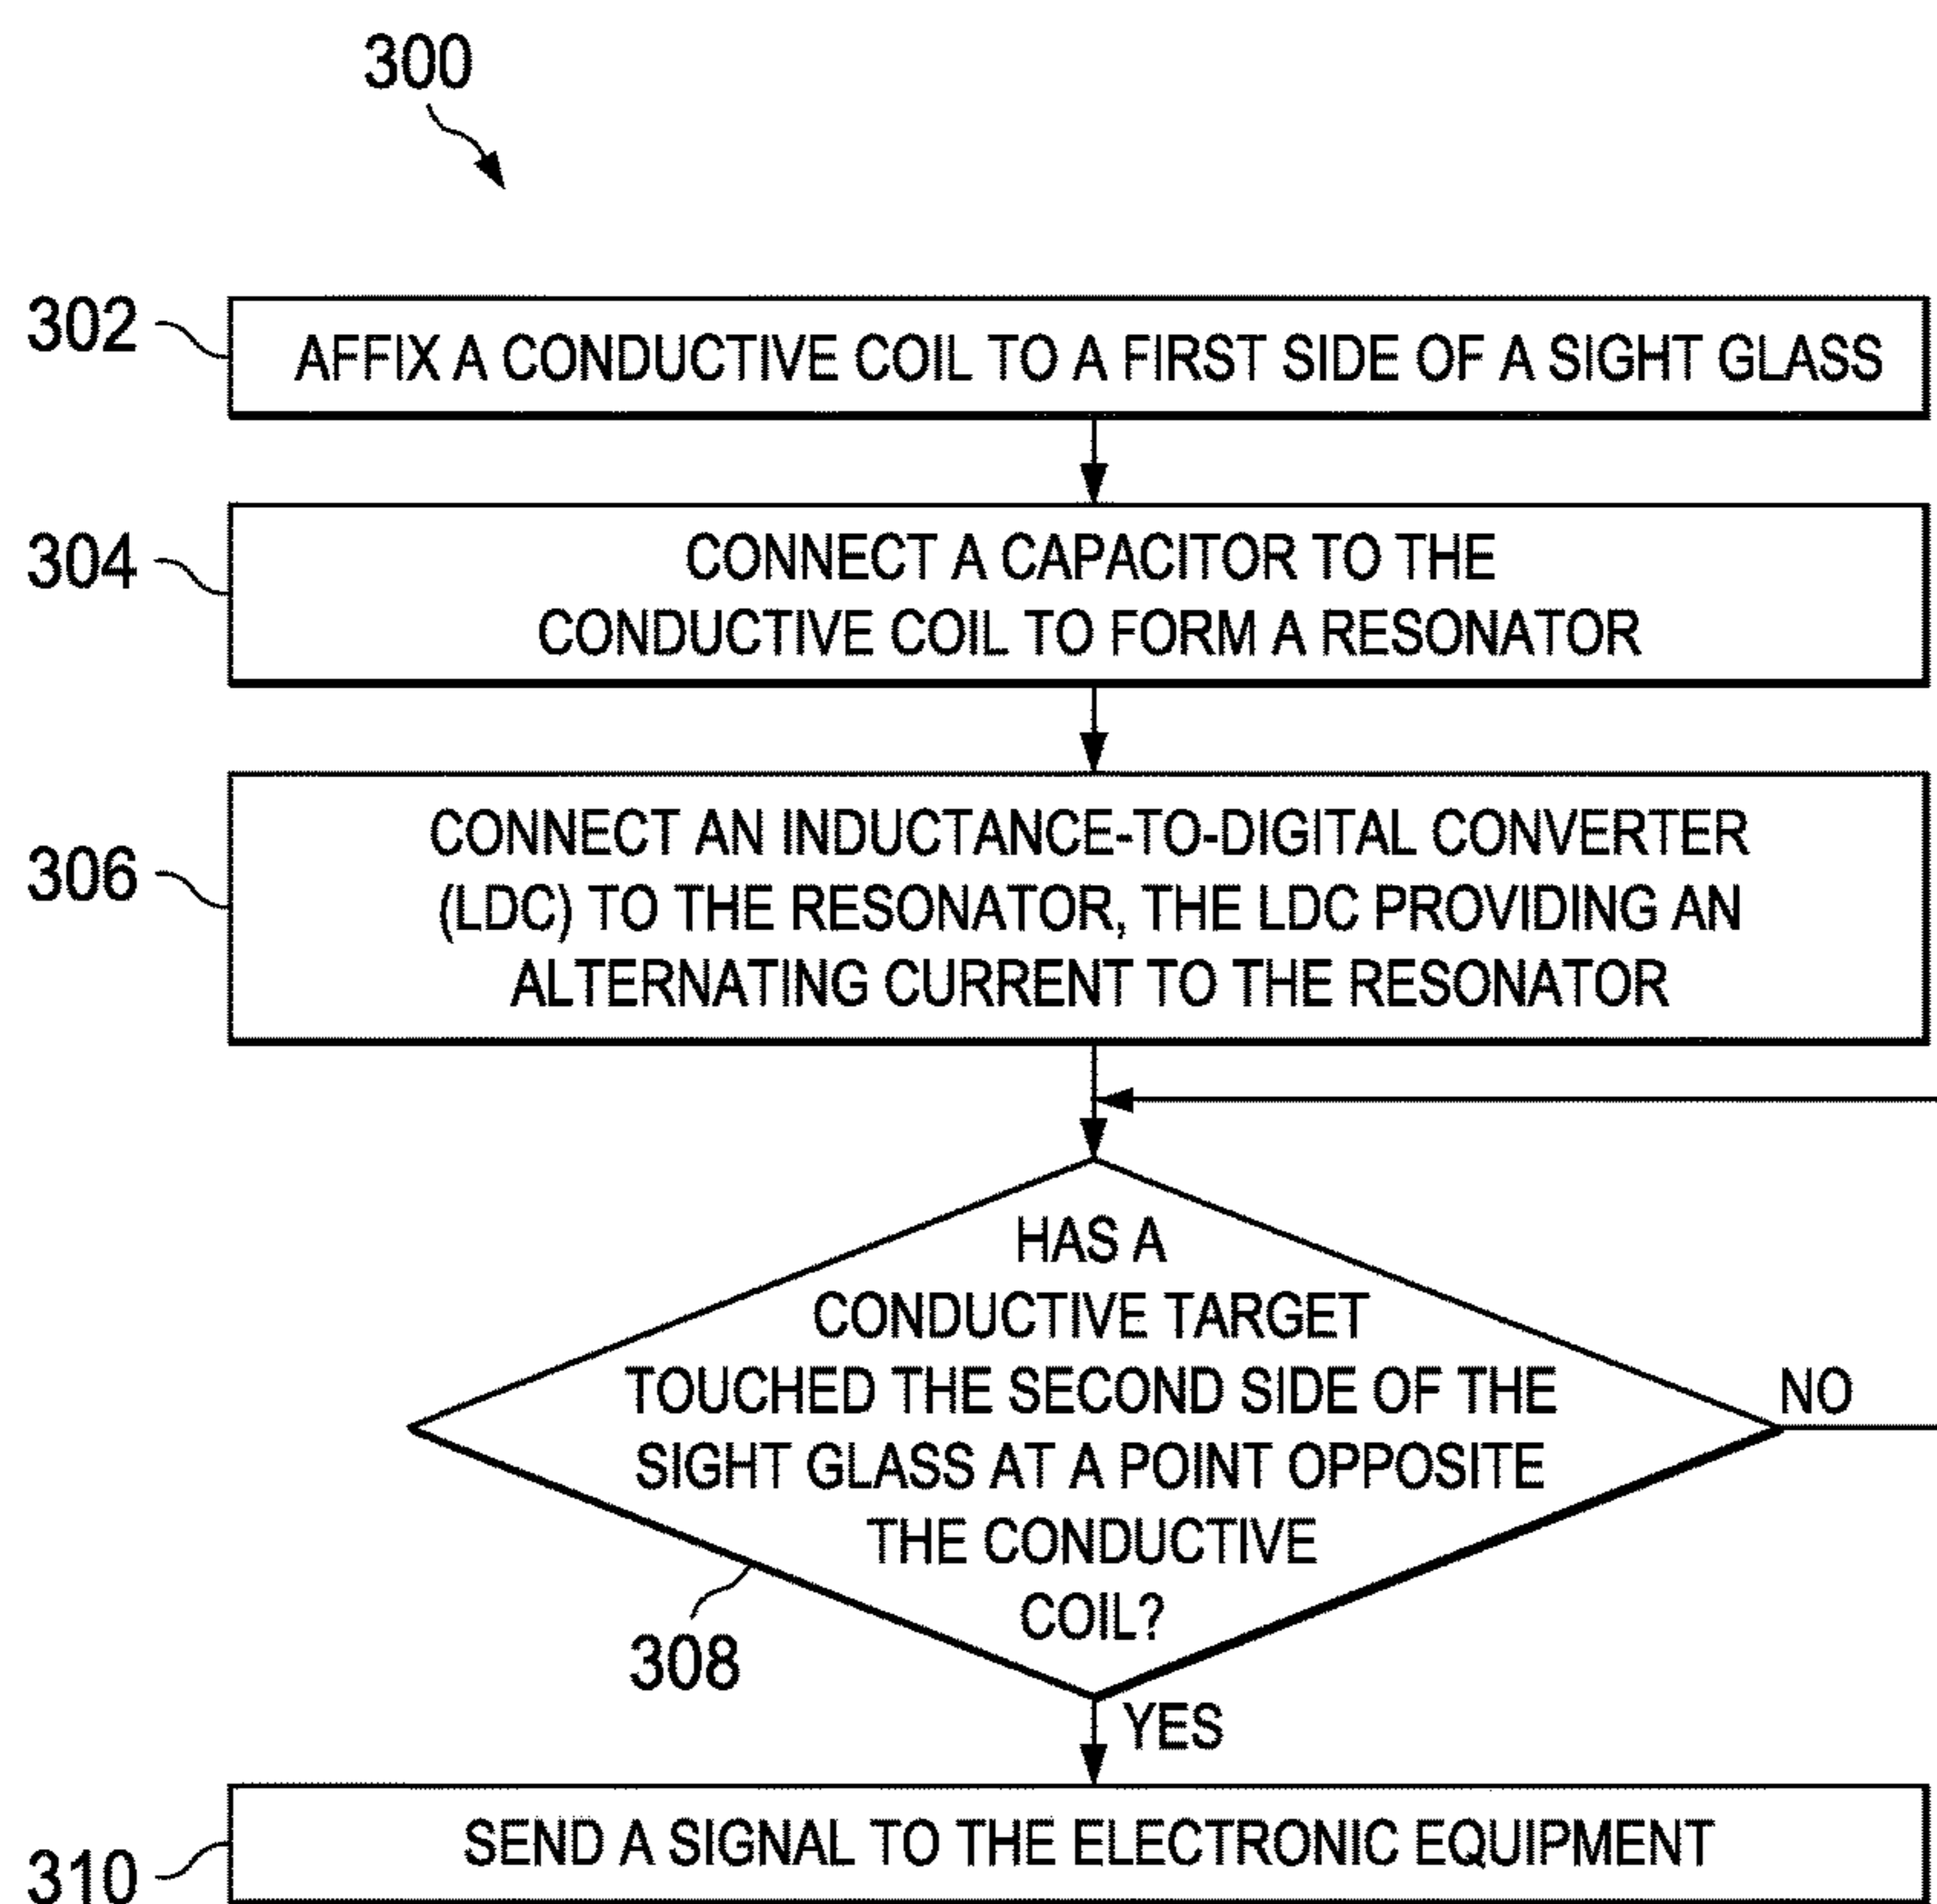 300
302
AFFIX A CONDUCTIVE COIL TO A FIRST SIDE OF A SIGHT GLASS
304
CONNECT A CAPACITOR TO THE
CONDUCTIVE COIL TO FORM A RESONATOR
306
CONNECT AN INDUCTANCE-TO-DIGITAL CONVERTER
(LDC) TO THE RESONATOR, THE LDC PROVIDING AN
ALTERNATING CURRENT TO THE RESONATOR
HAS A
CONDUCTIVE TARGET
TOUCHED THE SECOND SIDE OF THE
SIGHT GLASS AT A POINT OPPOSITE
THE CONDUCTIVE
COIL?
NO
308
YES
310
SEND A SIGNAL TO THE ELECTRONIC EQUIPMENT